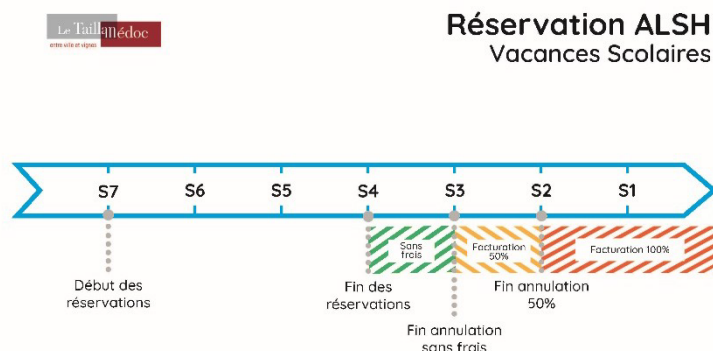 Le Taillan Médoc
entre ville et vignes
Réservation ALSH
Vacances Scolaires
S7 S6 S5 S4 S3 S2 S1
Sans
frais
Facturation
50%
Facturation 100%
Début des
réservations
Fin des
réservations
Fin annulation
50%
Fin annulation
sans frais